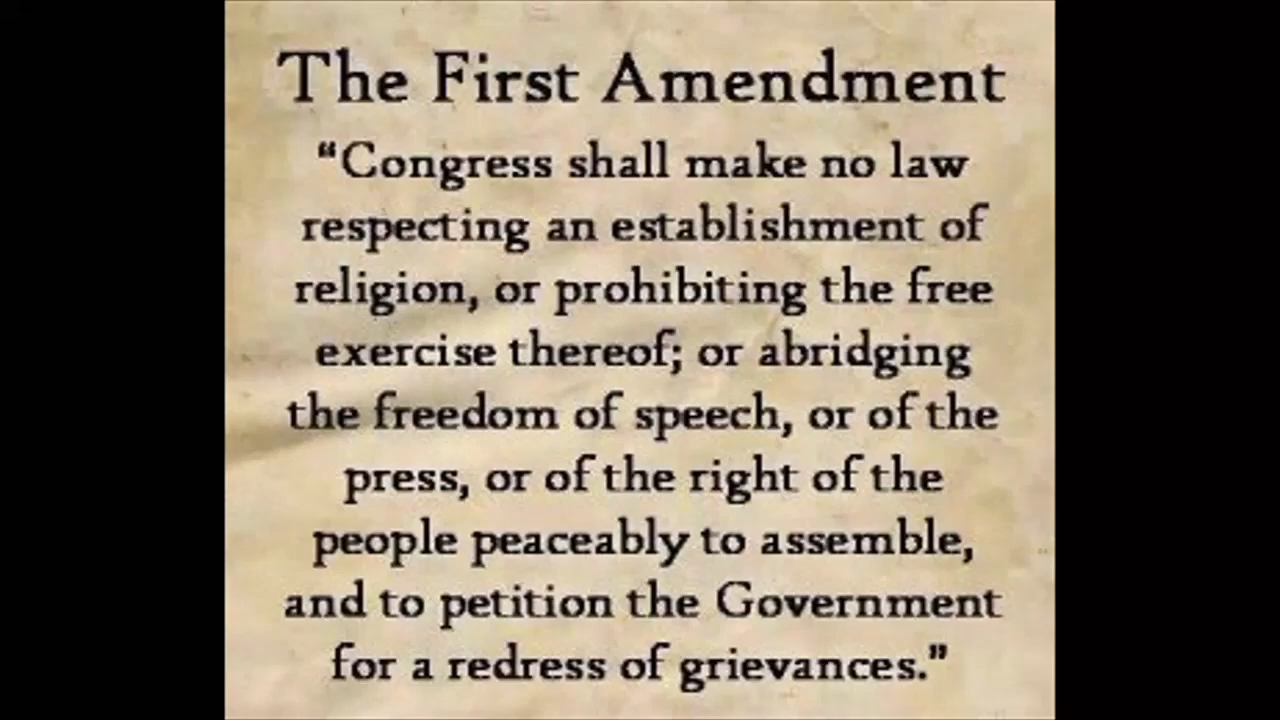 The First Amendment
“Congress shall make no law
respecting an establishment of
religion, or prohibiting the free
exercise thereof; or abridging
the freedom of speech, or of the
press, or of the right of the
people peaceably to assemble,
and to petition the Government
for a redress of grievances.”